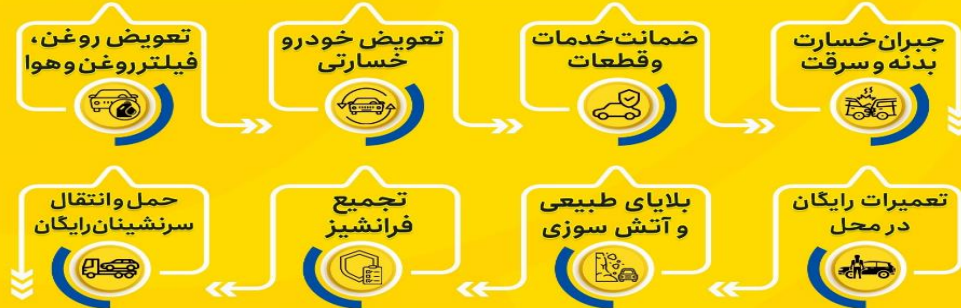 تعویض روغن،
فیلتر روغن و هوا
تعویض خودرو
خسارتی
ضمانت خدمات
و قطعات
جبران خسارت
بدنه و سرقت
تعمیرات رایگان
در محل
بلایای طبیعی
و آتش سوزی
تجمیع
فرانشیز
حمل و انتقال
سرنشینان رایگان